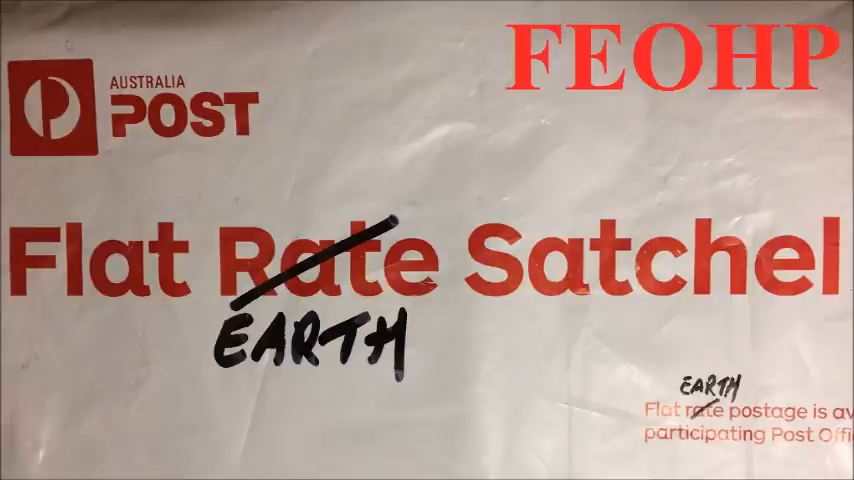 FEOHP
AUSTRALIA
POST
Flat Rate Satchel
EARTH
EARTH
Flat rate postage is av
participating Post Offi